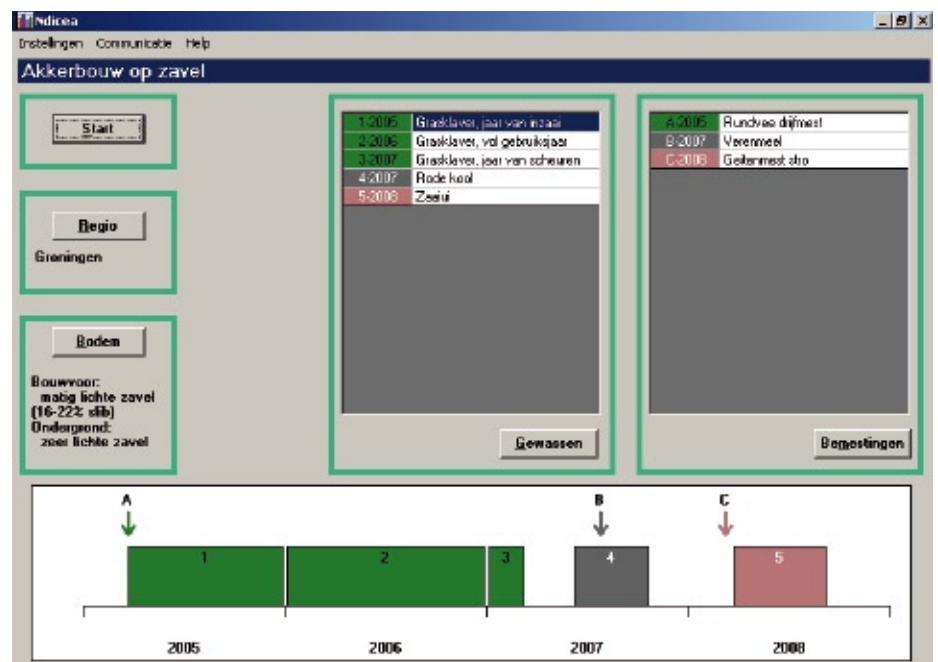 Ndicea
Instellingen Communicatie Help
Akkerbouw op zavel
Start
Regio
Groningen
Bodem
Bouwvoor:
matig lichte zavel
(16-22% slib)
Ondergrond:
zeer lichte zavel
1-2005 Grasklaver, jaar van inzaai
2-2006 Grasklaver, vol gebruiksjaar
3-2007 Grasklaver, jaar van scheuren
4-2007 Rode kool
5-2008 Zaaiui
Gewassen
A-2005 Rundvee drijfmest
B-2007 Verenmeel
C-2008 Geitenmest stro
Bemestingen
A B C
1 2 3 4 5
2005 2006 2007 2008